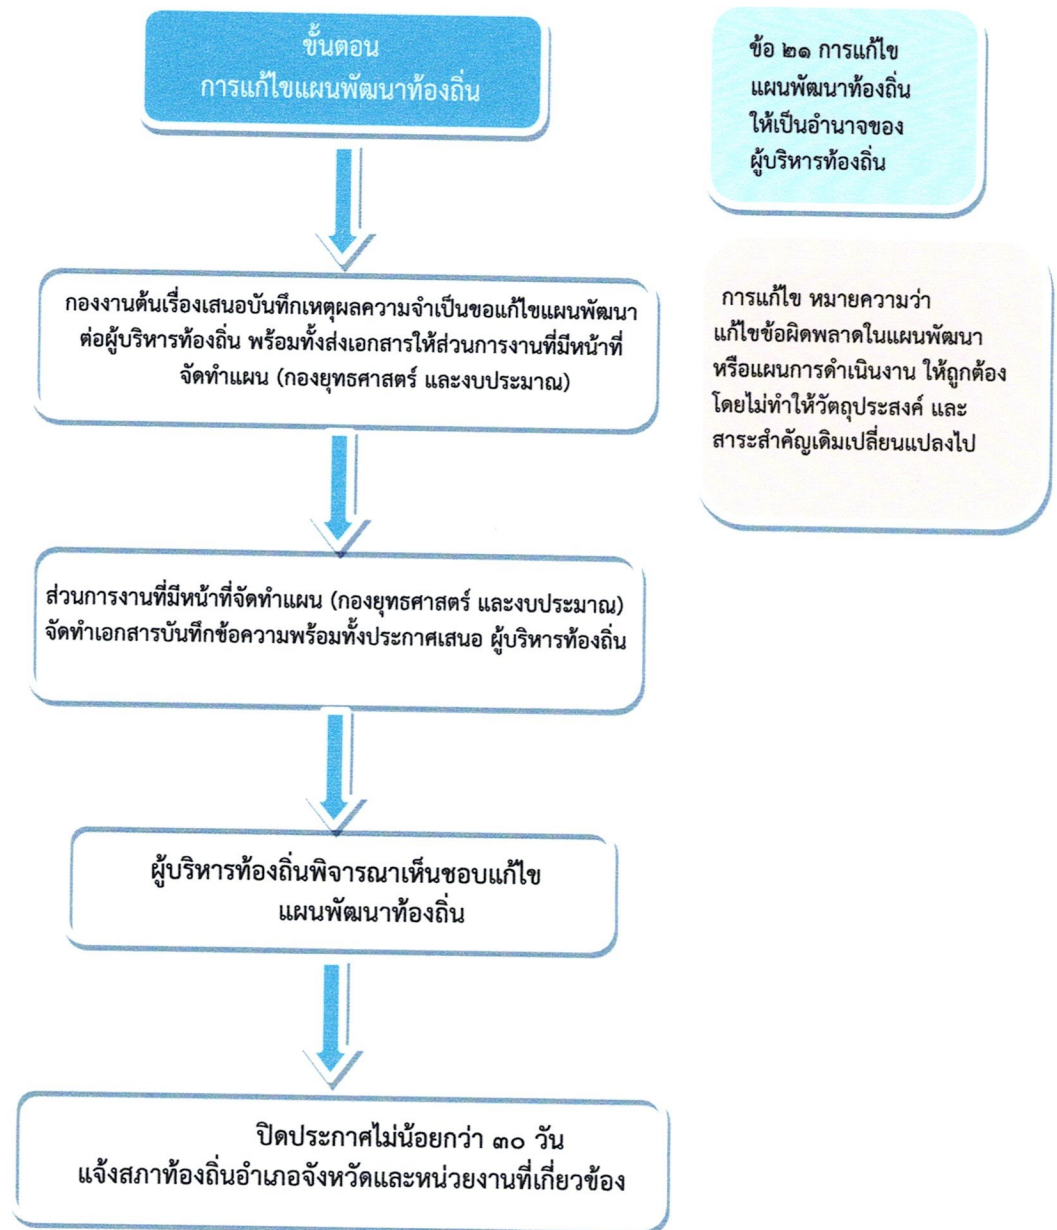 ขั้นตอน
การแก้ไขแผนพัฒนาท้องถิ่น
ข้อ ๒๑ การแก้ไข
แผนพัฒนาท้องถิ่น
ให้เป็นอำนาจของ
ผู้บริหารท้องถิ่น
กองงานต้นเรื่องเสนอบันทึกเหตุผลความจำเป็นขอแก้ไขแผนพัฒนา
ต่อผู้บริหารท้องถิ่น พร้อมทั้งส่งเอกสารให้ส่วนการงานที่มีหน้าที่
จัดทำแผน (กองยุทธศาสตร์ และงบประมาณ)
การแก้ไข หมายความว่า
แก้ไขข้อผิดพลาดในแผนพัฒนา
หรือแผนการดำเนินงาน ให้ถูกต้อง
โดยไม่ทำให้วัตถุประสงค์ และ
สาระสำคัญเดิมเปลี่ยนแปลงไป
ส่วนการงานที่มีหน้าที่จัดทำแผน (กองยุทธศาสตร์ และงบประมาณ)
จัดทำเอกสารบันทึกข้อความพร้อมทั้งประกาศเสนอ ผู้บริหารท้องถิ่น
ผู้บริหารท้องถิ่นพิจารณาเห็นชอบแก้ไข
แผนพัฒนาท้องถิ่น
ปิดประกาศไม่น้อยกว่า ๓๐ วัน
แจ้งสภาท้องถิ่นอำเภอจังหวัดและหน่วยงานที่เกี่ยวข้อง